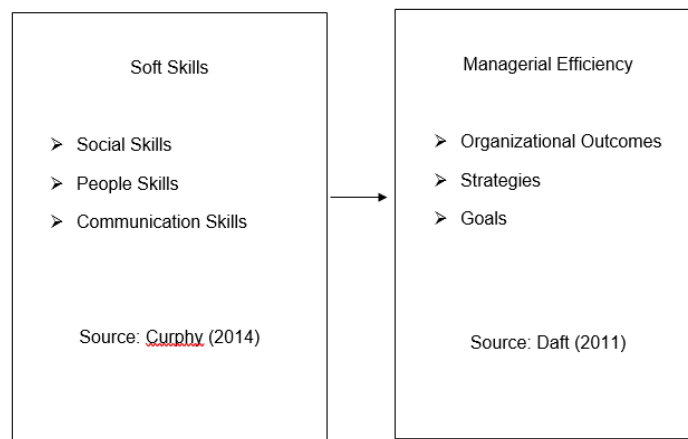 Soft Skills
➢ Social Skills
➢ People Skills
➢ Communication Skills
Source: Curphy (2014)
Managerial Efficiency
➢ Organizational Outcomes
➢ Strategies
➢ Goals
Source: Daft (2011)